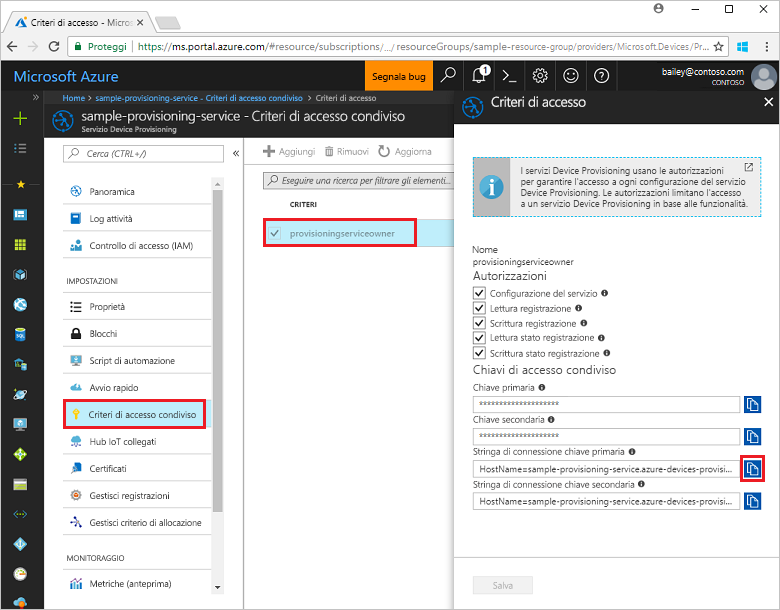 Criteri di accesso - Micros
Protetti
https://ms.portal.azure.com/#resource/subscriptions/.../resourceGroups/sample-resource-group/providers/Microsoft.Devices/Pr...
Microsoft Azure
Segnala bug
1
bailey@contoso.com
CONTOSO
Home > sample-provisioning-service - Criteri di accesso condiviso > Criteri di accesso
sample-provisioning-service - Criteri di accesso condiviso
Servizio Device Provisioning
Cerca (CTRL+/)
Panoramica
Log attività
Controllo di accesso (IAM)
IMPOSTAZIONI
Proprietà
Blocchi
Script di automazione
Avvio rapido
Criteri di accesso condiviso
Hub IoT collegati
Certificati
Gestisci registrazioni
Gestisci criterio di allocazione
MONITORAGGIO
Metriche (anteprima)
Aggiungi
Rimuovi
Aggiorna
Eseguire una ricerca per filtrare gli elementi...
CRITERI
provisioningserviceowner
Criteri di accesso
I servizi Device Provisioning usano le autorizzazioni
per garantire l'accesso a ogni configurazione del servizio
Device Provisioning. Le autorizzazioni limitano l'accesso
a un servizio Device Provisioning in base alle funzionalità.
Nome
provisioningserviceowner
Autorizzazioni
Configurazione del servizio
Lettura registrazione
Scrittura registrazione
Lettura stato registrazione
Scrittura stato registrazione
Chiavi di accesso condiviso
Chiave primaria
********************
Chiave secondaria
********************
Stringa di connessione chiave primaria
HostName=sample-provisioning-service.azure-devices-provisi...
Stringa di connessione chiave secondaria
HostName=sample-provisioning-service.azure-devices-provisi...
Salva